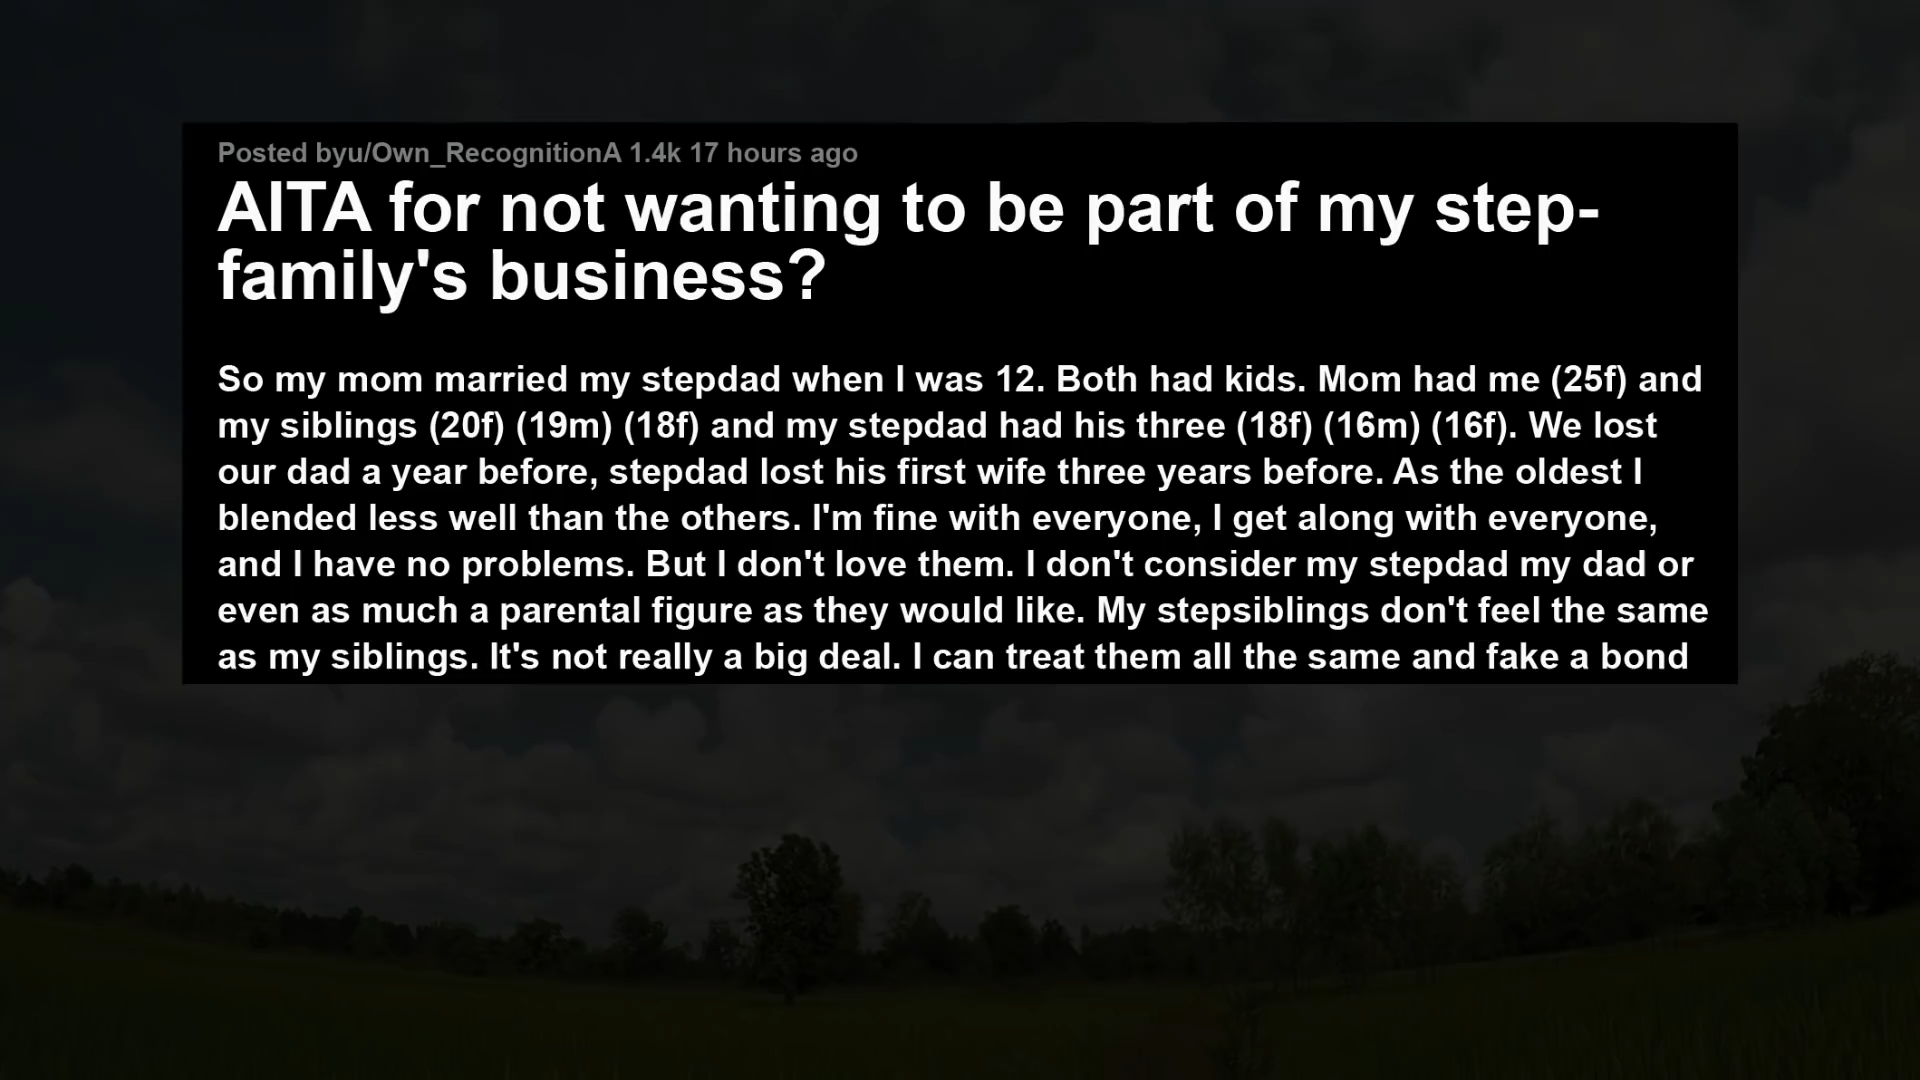 Posted byu/Own_RecognitionA 1.4k 17 hours ago
AITA for not wanting to be part of my step-
family's business?
So my mom married my stepdad when I was 12. Both had kids. Mom had me (25f) and
my siblings (20f) (19m) (18f) and my stepdad had his three (18f) (16m) (16f). We lost
our dad a year before, stepdad lost his first wife three years before. As the oldest I
blended less well than the others. I'm fine with everyone, I get along with everyone,
and I have no problems. But I don't love them. I don't consider my stepdad my dad or
even as much a parental figure as they would like. My stepsiblings don't feel the same
as my siblings. It's not really a big deal. I can treat them all the same and fake a bond